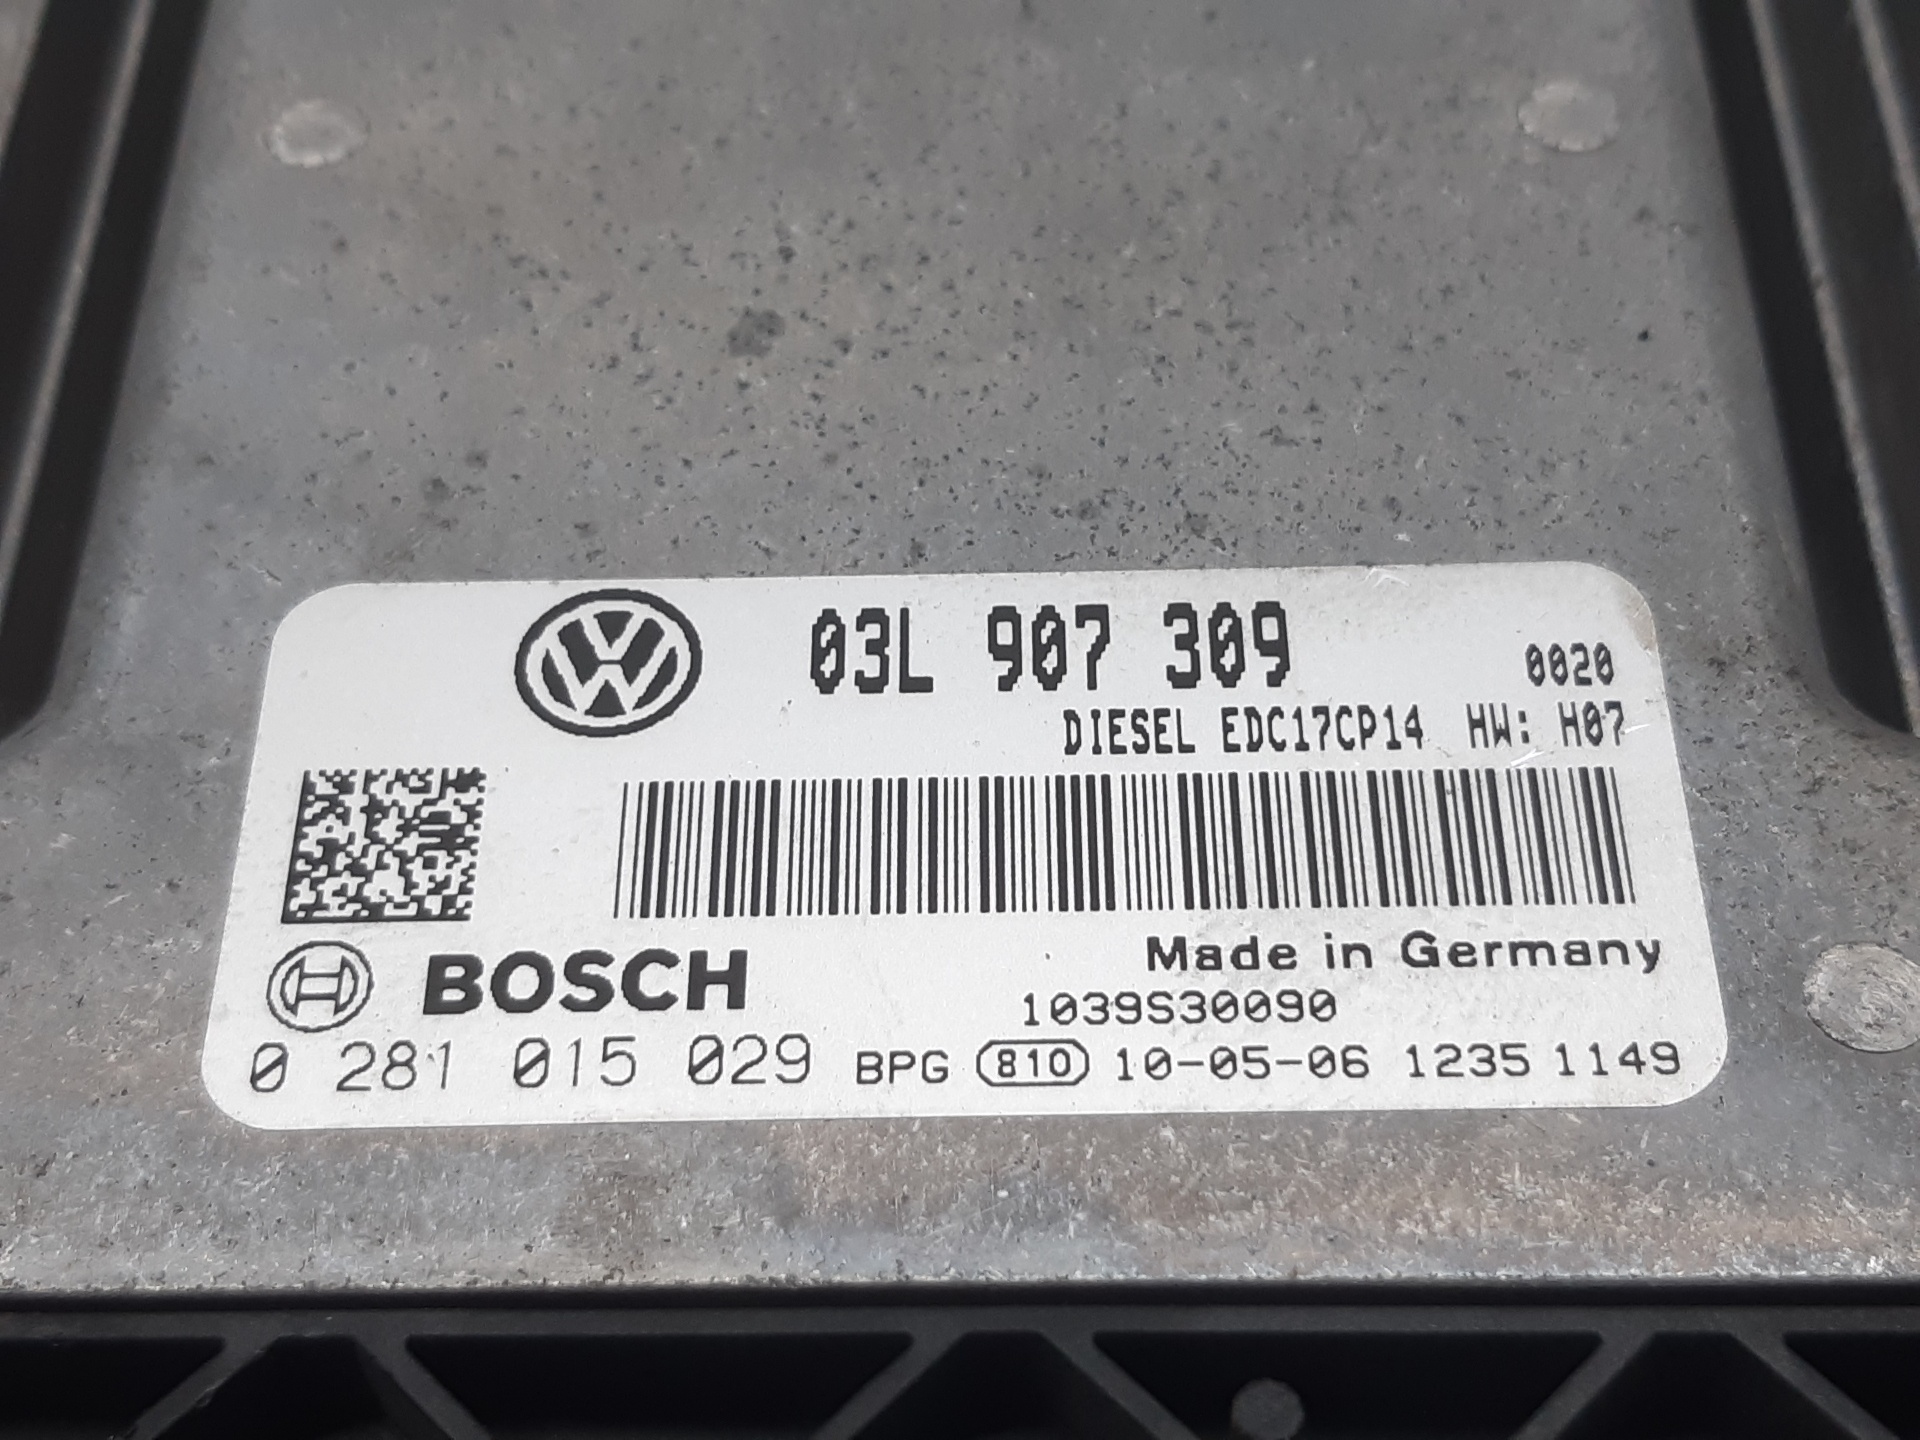 03L 907 309
0020
DIESEL EDC17CP14 HW: H07
BOSCH
Made in Germany
1039S30090
0 281 015 029 BPG 810 10-05-06 1235 1149